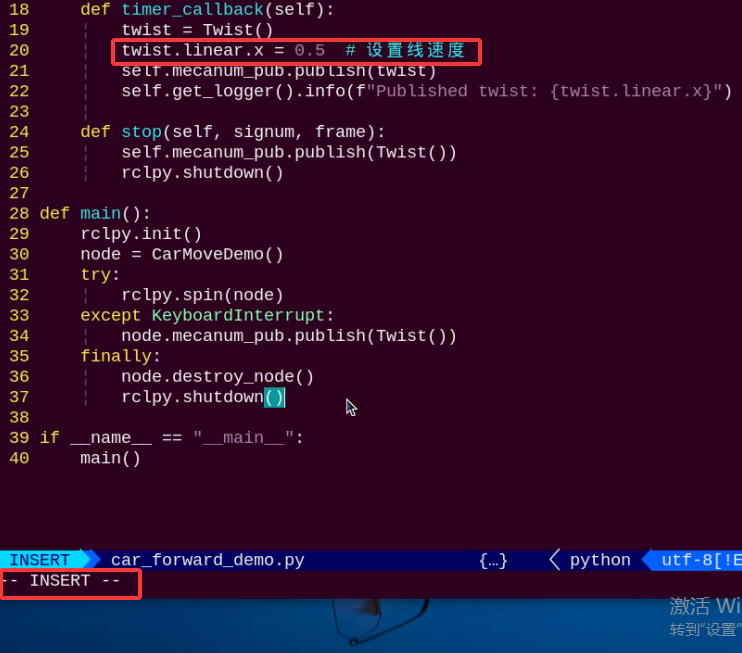 18     def timer_callback(self):
19         twist = Twist()
20         twist.linear.x = 0.5  # 设置线速度
21         self.mecanum_pub.publish(twist)
22         self.get_logger().info(f"Published twist: {twist.linear.x}")
23
24     def stop(self, signum, frame):
25         self.mecanum_pub.publish(Twist())
26         rclpy.shutdown()
27
28 def main():
29     rclpy.init()
30     node = CarMoveDemo()
31     try:
32         rclpy.spin(node)
33     except KeyboardInterrupt:
34         node.mecanum_pub.publish(Twist())
35     finally:
36         node.destroy_node()
37         rclpy.shutdown()
38
39 if __name__ == "__main__":
40     main()
INSERT car_forward_demo.py {…} python utf-8[!E
-- INSERT --
激活 Wi
转到"设置"